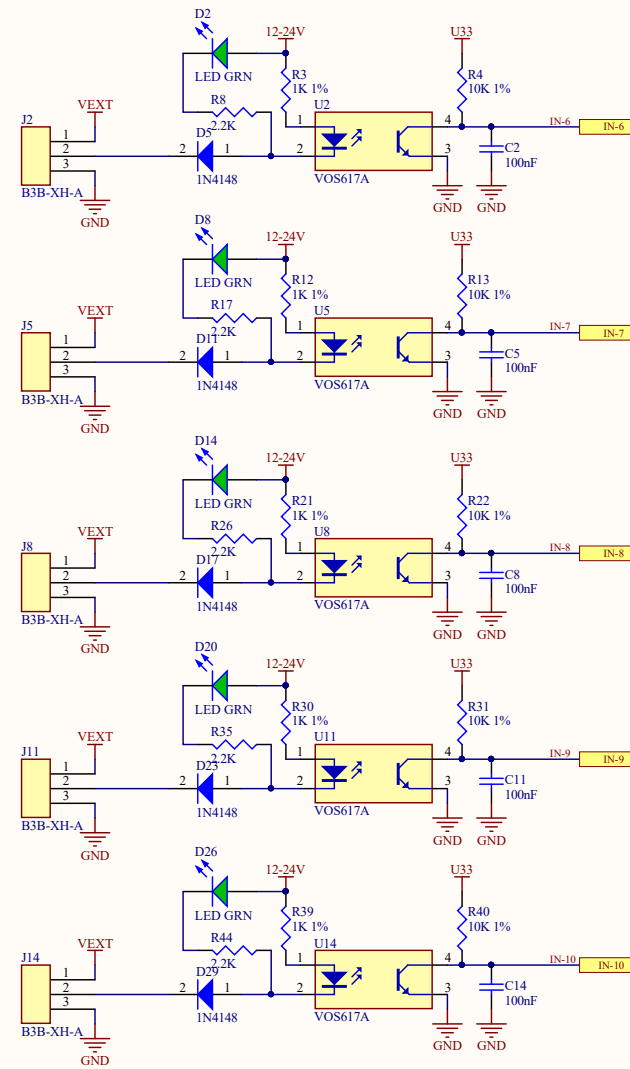 D2
12-24V
U33
LED GRN
R3
1K 1%
R4
10K 1%
R8
2.2K
U2
J2
VEXT
1
2
3
B3B-XH-A
GND
D5
2
1
1N4148
1
2
4
3
VOS617A
IN-6
IN-6
C2
100nF
GND
GND
D8
12-24V
U33
LED GRN
R12
1K 1%
R13
10K 1%
R17
2.2K
U5
J5
VEXT
1
2
3
B3B-XH-A
GND
D11
2
1
1N4148
1
2
4
3
VOS617A
IN-7
IN-7
C5
100nF
GND
GND
D14
12-24V
U33
LED GRN
R21
1K 1%
R22
10K 1%
R26
2.2K
U8
J8
VEXT
1
2
3
B3B-XH-A
GND
D17
2
1
1N4148
1
2
4
3
VOS617A
IN-8
IN-8
C8
100nF
GND
GND
D20
12-24V
U33
LED GRN
R30
1K 1%
R31
10K 1%
R35
2.2K
U11
J11
VEXT
1
2
3
B3B-XH-A
GND
D23
2
1
1N4148
1
2
4
3
VOS617A
IN-9
IN-9
C11
100nF
GND
GND
D26
12-24V
U33
LED GRN
R39
1K 1%
R40
10K 1%
R44
2.2K
U14
J14
VEXT
1
2
3
B3B-XH-A
GND
D29
2
1
1N4148
1
2
4
3
VOS617A
IN-10
IN-10
C14
100nF
GND
GND